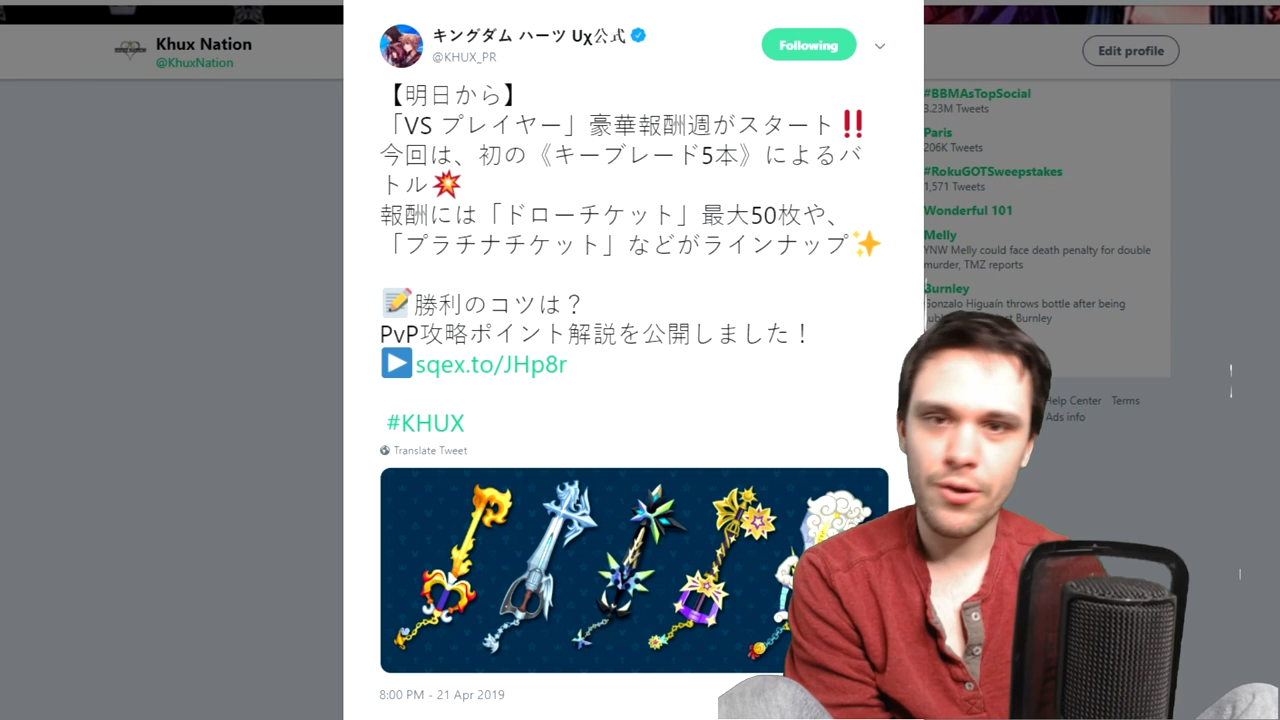 Khux Nation
@KhuxNation
キングダム ハーツ Uχ公式
@KHUX_PR
Following
Edit profile
【明日から】
「VS プレイヤー」豪華報酬週がスタート‼
今回は、初の《キーブレード5本》によるバ
トル💥
報酬には「ドローチケット」最大50枚や、
「プラチナチケット」などがラインナップ✨
📝勝利のコツは？
PvP攻略ポイント解説を公開しました！
▶sqex.to/JHp8r
#KHUX
Translate Tweet
8:00 PM - 21 Apr 2019
#BBMAsTopSocial
3.23M Tweets
Paris
206K Tweets
#RokuGOTSweepstakes
1,571 Tweets
Wonderful 101
Melly
YNW Melly could face death penalty for double
murder, TMZ reports
Burnley
Gonzalo Higuaín throws bottle after being
Burnley
Help Center Terms
Ads info